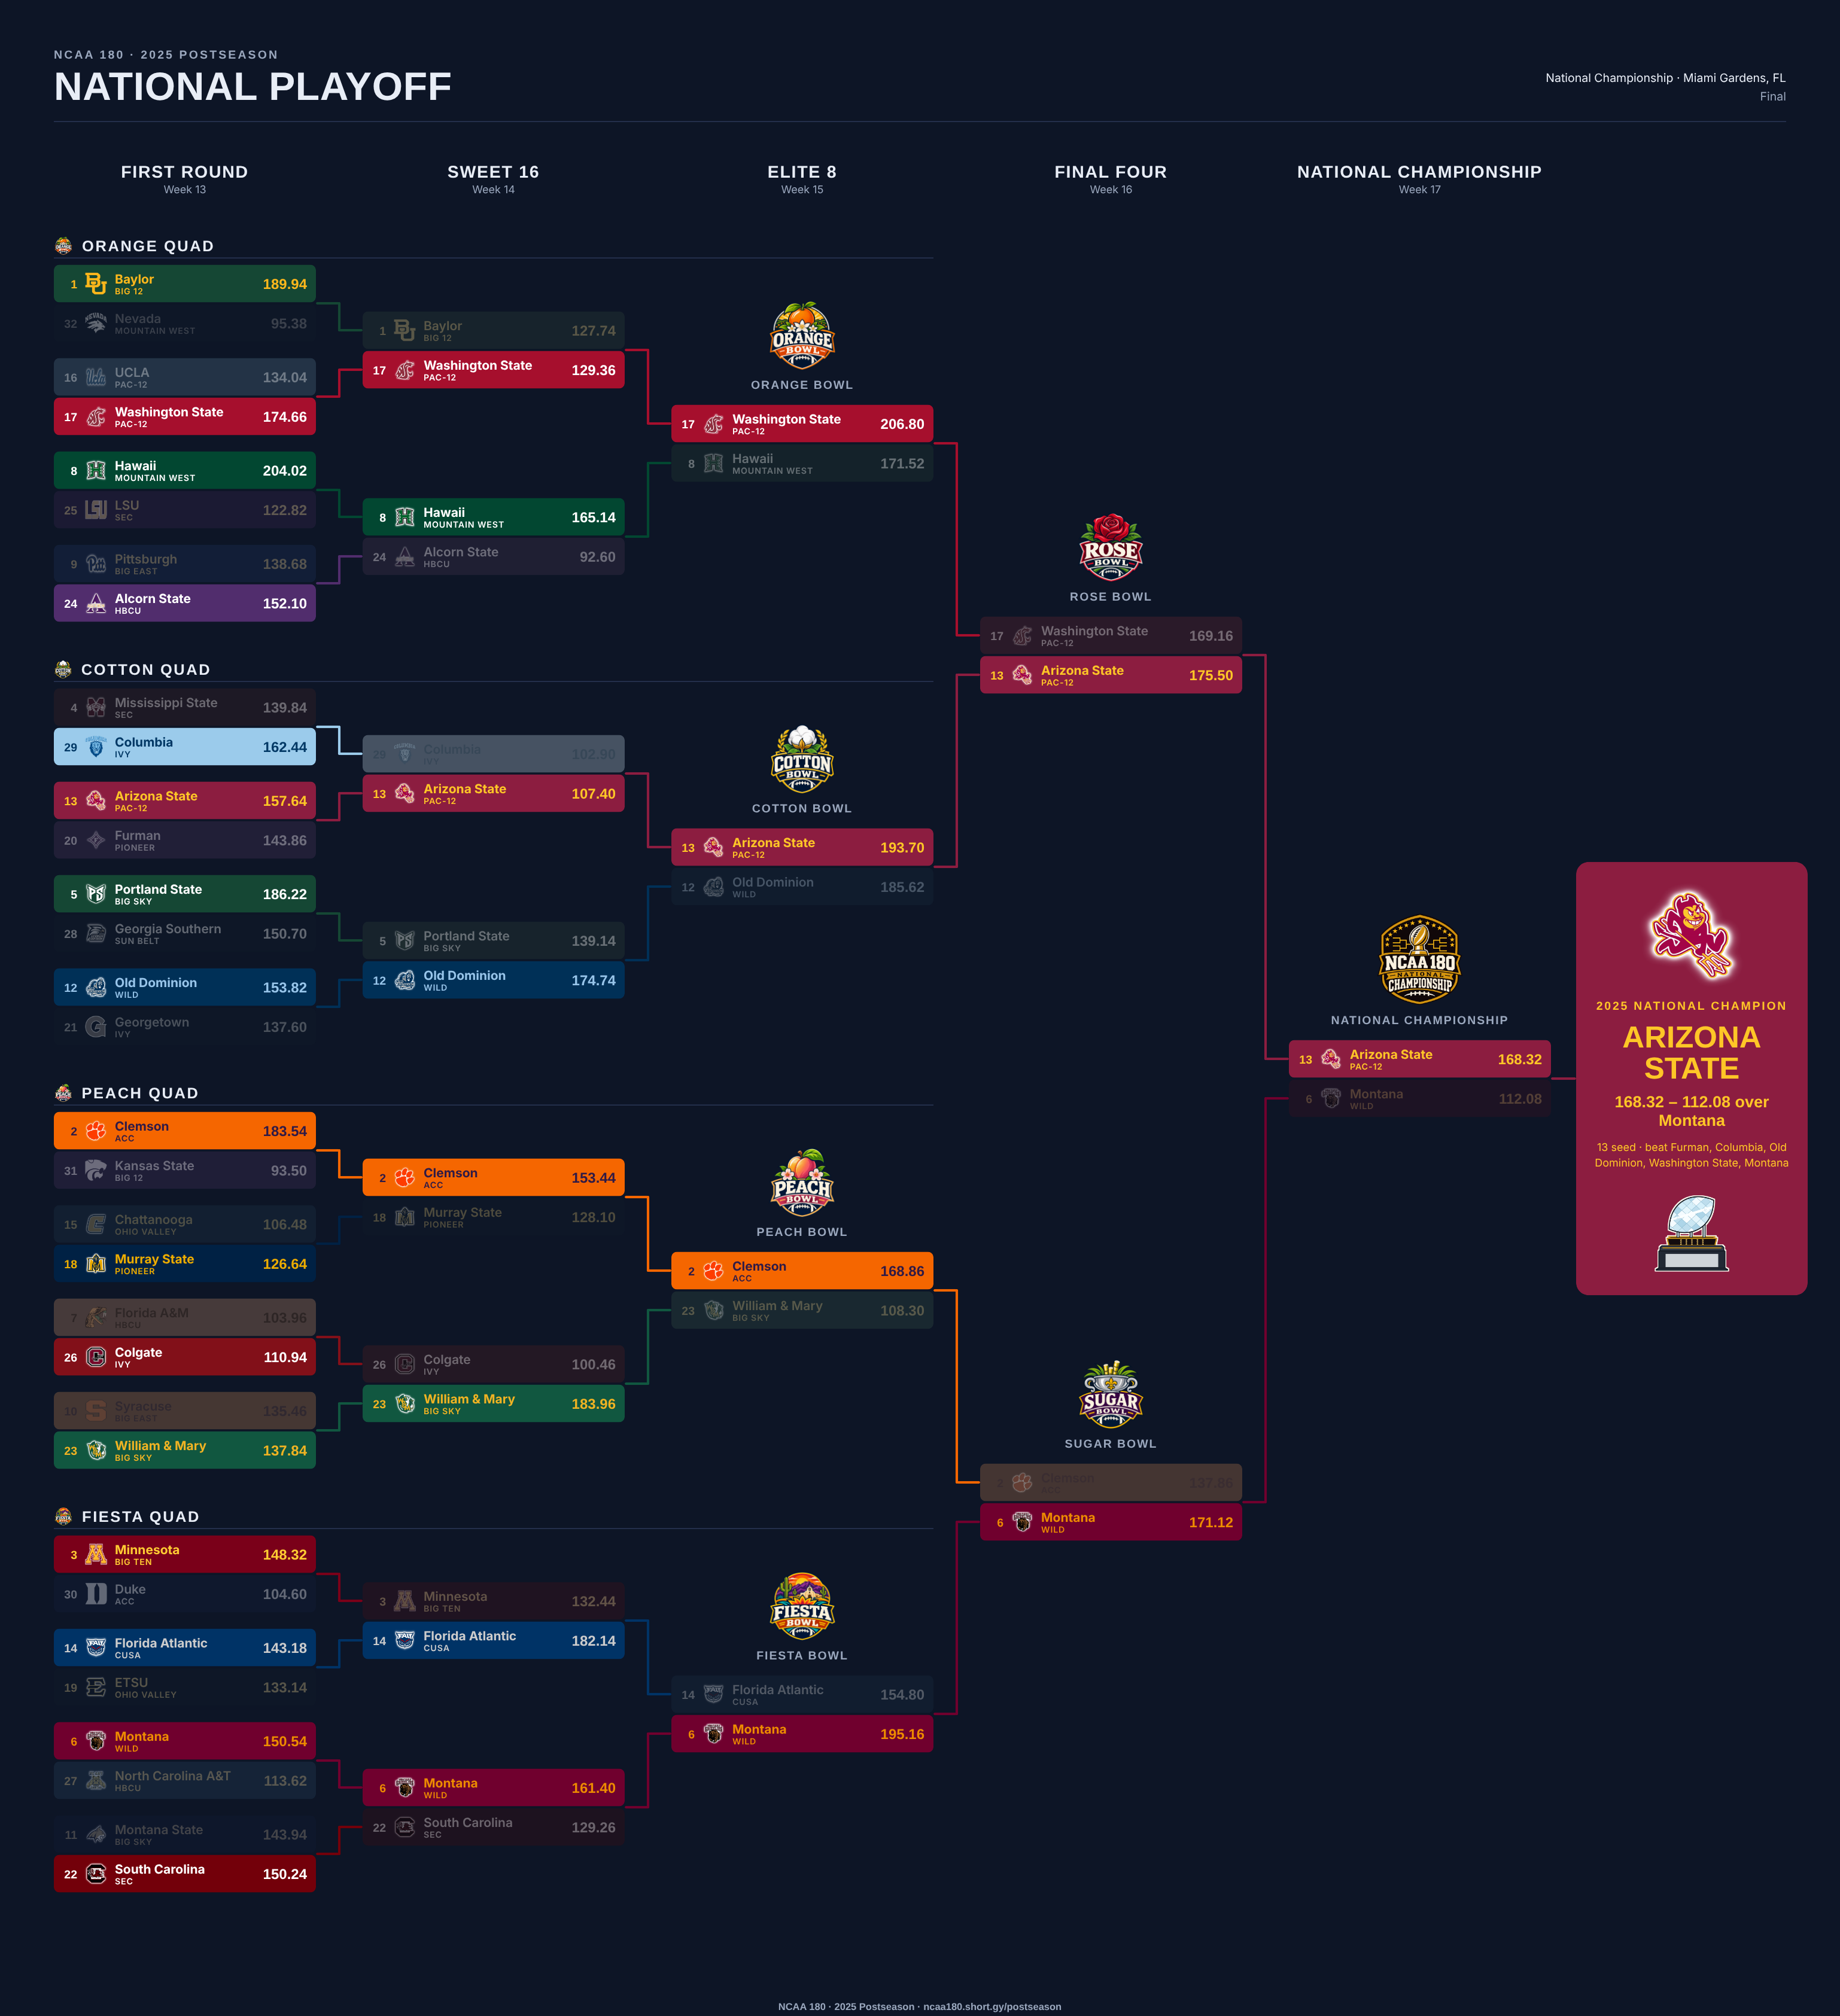 NCAA 180 · 2025 POSTSEASON
NATIONAL PLAYOFF
National Championship · Miami Gardens, FL
Final
FIRST ROUND
Week 13
SWEET 16
Week 14
ELITE 8
Week 15
FINAL FOUR
Week 16
NATIONAL CHAMPIONSHIP
Week 17
ORANGE QUAD
1 Baylor 189.94
BIG 12
32 Nevada 95.38
MOUNTAIN WEST
16 UCLA 134.04
PAC-12
17 Washington State 174.66
PAC-12
8 Hawaii 204.02
MOUNTAIN WEST
25 LSU 122.82
SEC
9 Pittsburgh 138.68
BIG EAST
24 Alcorn State 152.10
HBCU
1 Baylor 127.74
BIG 12
17 Washington State 129.36
PAC-12
8 Hawaii 165.14
MOUNTAIN WEST
24 Alcorn State 92.60
HBCU
ORANGE
BOWL
ORANGE BOWL
17 Washington State 206.80
PAC-12
8 Hawaii 171.52
MOUNTAIN WEST
COTTON QUAD
4 Mississippi State 139.84
SEC
29 Columbia 162.44
IVY
13 Arizona State 157.64
PAC-12
20 Furman 143.86
PIONEER
5 Portland State 186.22
BIG SKY
28 Georgia Southern 150.70
SUN BELT
12 Old Dominion 153.82
WILD
21 Georgetown 137.60
IVY
29 Columbia 102.90
IVY
13 Arizona State 107.40
PAC-12
5 Portland State 139.14
BIG SKY
12 Old Dominion 174.74
WILD
COTTON
BOWL
COTTON BOWL
13 Arizona State 193.70
PAC-12
12 Old Dominion 185.62
WILD
ROSE
BOWL
ROSE BOWL
17 Washington State 169.16
PAC-12
13 Arizona State 175.50
PAC-12
PEACH QUAD
2 Clemson 183.54
ACC
31 Kansas State 93.50
BIG 12
15 Chattanooga 106.48
OHIO VALLEY
18 Murray State 126.64
PIONEER
7 Florida A&M 103.96
HBCU
26 Colgate 110.94
IVY
10 Syracuse 135.46
BIG EAST
23 William & Mary 137.84
BIG SKY
2 Clemson 153.44
ACC
18 Murray State 128.10
PIONEER
26 Colgate 100.46
IVY
23 William & Mary 183.96
BIG SKY
PEACH
BOWL
PEACH BOWL
2 Clemson 168.86
ACC
23 William & Mary 108.30
BIG SKY
FIESTA QUAD
3 Minnesota 148.32
BIG TEN
30 Duke 104.60
ACC
14 Florida Atlantic 143.18
CUSA
19 ETSU 133.14
OHIO VALLEY
6 Montana 150.54
WILD
27 North Carolina A&T 113.62
HBCU
11 Montana State 143.94
BIG SKY
22 South Carolina 150.24
SEC
3 Minnesota 132.44
BIG TEN
14 Florida Atlantic 182.14
CUSA
6 Montana 161.40
WILD
22 South Carolina 129.26
SEC
FIESTA
BOWL
FIESTA BOWL
14 Florida Atlantic 154.80
CUSA
6 Montana 195.16
WILD
SUGAR
BOWL
SUGAR BOWL
2 Clemson 137.86
ACC
6 Montana 171.12
WILD
NCAA 180
NATIONAL
CHAMPIONSHIP
NATIONAL CHAMPIONSHIP
13 Arizona State 168.32
PAC-12
6 Montana 112.08
WILD
2025 NATIONAL CHAMPION
ARIZONA
STATE
168.32 – 112.08 over
Montana
13 seed · beat Furman, Columbia, Old
Dominion, Washington State, Montana
NCAA 180 · 2025 Postseason · ncaa180.short.gy/postseason